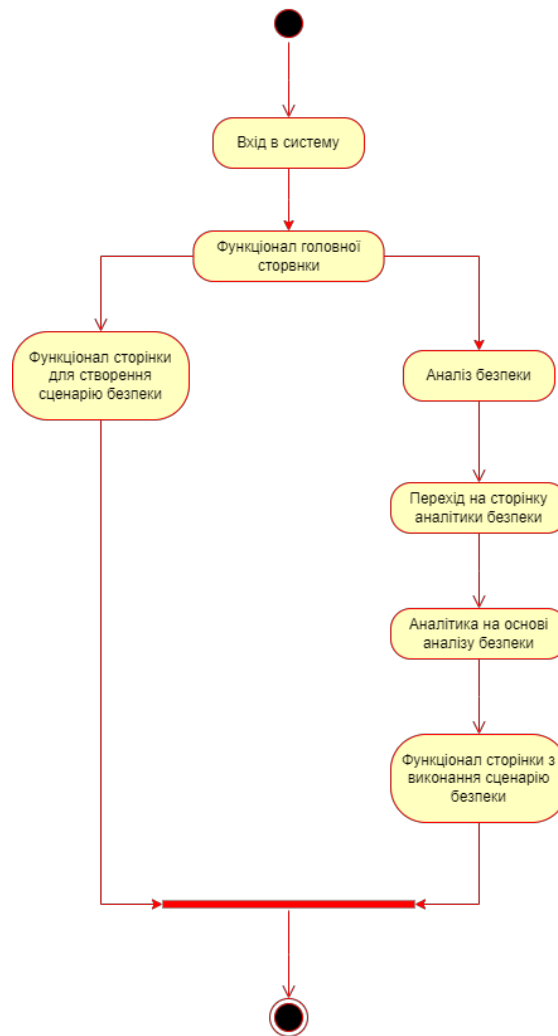 Вхід в систему
Функціонал головної
сторвнки
Функціонал сторінки
для створення
сценарію безпеки
Аналіз безпеки
Перехід на сторінку
аналітики безпеки
Аналітика на основі
аналізу безпеки
Функціонал сторінки з
виконання сценарію
безпеки